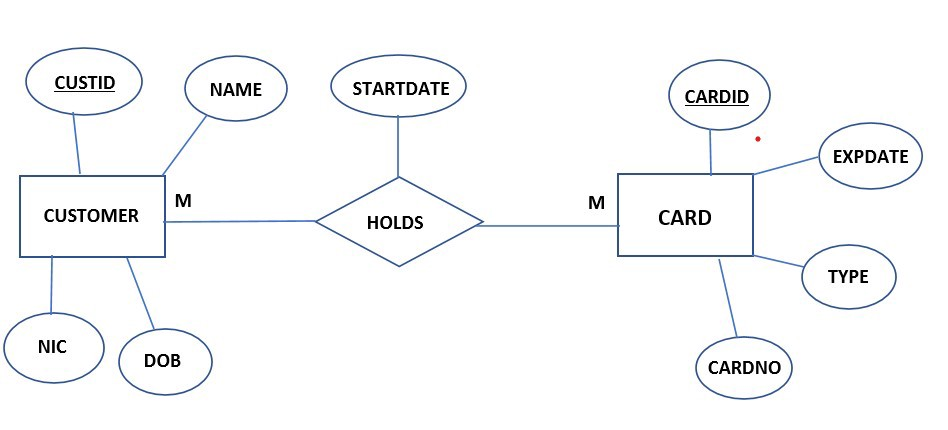 CUSTID
NAME
STARTDATE
CARDID
EXPDATE
M
M
CUSTOMER
HOLDS
CARD
TYPE
NIC
DOB
CARDNO